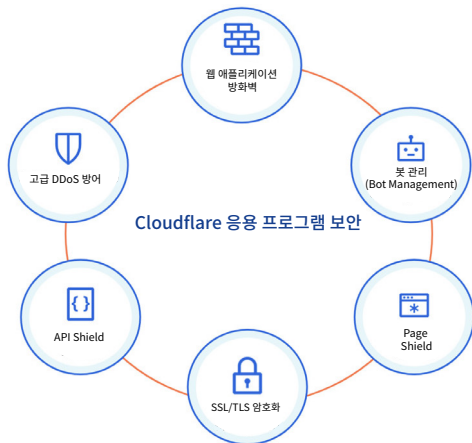 웹 애플리케이션
방화벽
고급 DDoS 방어
봇 관리
(Bot Management)
Cloudflare 응용 프로그램 보안
{ }
API Shield
Page
Shield
SSL/TLS 암호화